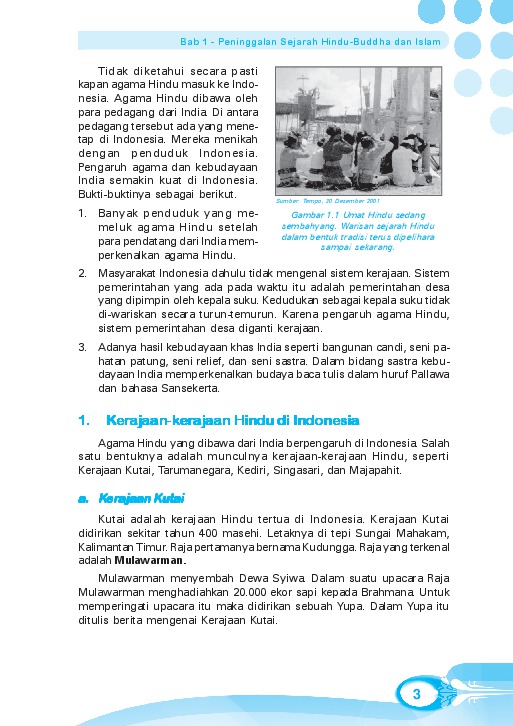 Bab 1 - Peninggalan Sejarah Hindu-Buddha dan Islam
Tidak diketahui secara pasti
kapan agama Hindu masuk ke Indo-
nesia. Agama Hindu dibawa oleh
para pedagang dari India. Di antara
pedagang tersebut ada yang mene-
tap di Indonesia. Mereka menikah
dengan penduduk Indonesia.
Pengaruh agama dan kebudayaan
India semakin kuat di Indonesia.
Bukti-buktinya sebagai berikut.
Sumber Tempo, 30 Desember 2001
Gambar 1.1 Umat Hindu sedang
sembahyang. Warisan sejarah Hindu
dalam bentuk tradisi terus dipelihara
sampai sekarang.
1. Banyak penduduk yang me-
meluk agama Hindu setelah
para pendatang dari India mem-
perkenalkan agama Hindu.
2. Masyarakat Indonesia dahulu tidak mengenal sistem kerajaan. Sistem
pemerintahan yang ada pada waktu itu adalah pemerintahan desa
yang dipimpin oleh kepala suku. Kedudukan sebagai kepala suku tidak
di-wariskan secara turun-temurun. Karena pengaruh agama Hindu,
sistem pemerintahan desa diganti kerajaan.
3. Adanya hasil kebudayaan khas India seperti bangunan candi, seni pa-
hatan patung, seni relief, dan seni sastra. Dalam bidang sastra kebu-
dayaan India memperkenalkan budaya baca tulis dalam huruf Pallawa
dan bahasa Sansekerta.
1. Kerajaan-kerajaan Hindu di Indonesia
Agama Hindu yang dibawa dari India berpengaruh di Indonesia. Salah
satu bentuknya adalah munculnya kerajaan-kerajaan Hindu, seperti
Kerajaan Kutai, Tarumanegara, Kediri, Singasari, dan Majapahit.
a. Kerajaan Kutai
Kutai adalah kerajaan Hindu tertua di Indonesia. Kerajaan Kutai
didirikan sekitar tahun 400 masehi. Letaknya di tepi Sungai Mahakam,
Kalimantan Timur. Raja pertamanya bernama Kudungga. Raja yang terkenal
adalah Mulawarman.
Mulawarman menyembah Dewa Syiwa. Dalam suatu upacara Raja
Mulawarman menghadiahkan 20.000 ekor sapi kepada Brahmana. Untuk
memperingati upacara itu maka didirikan sebuah Yupa. Dalam Yupa itu
ditulis berita mengenai Kerajaan Kutai.
3